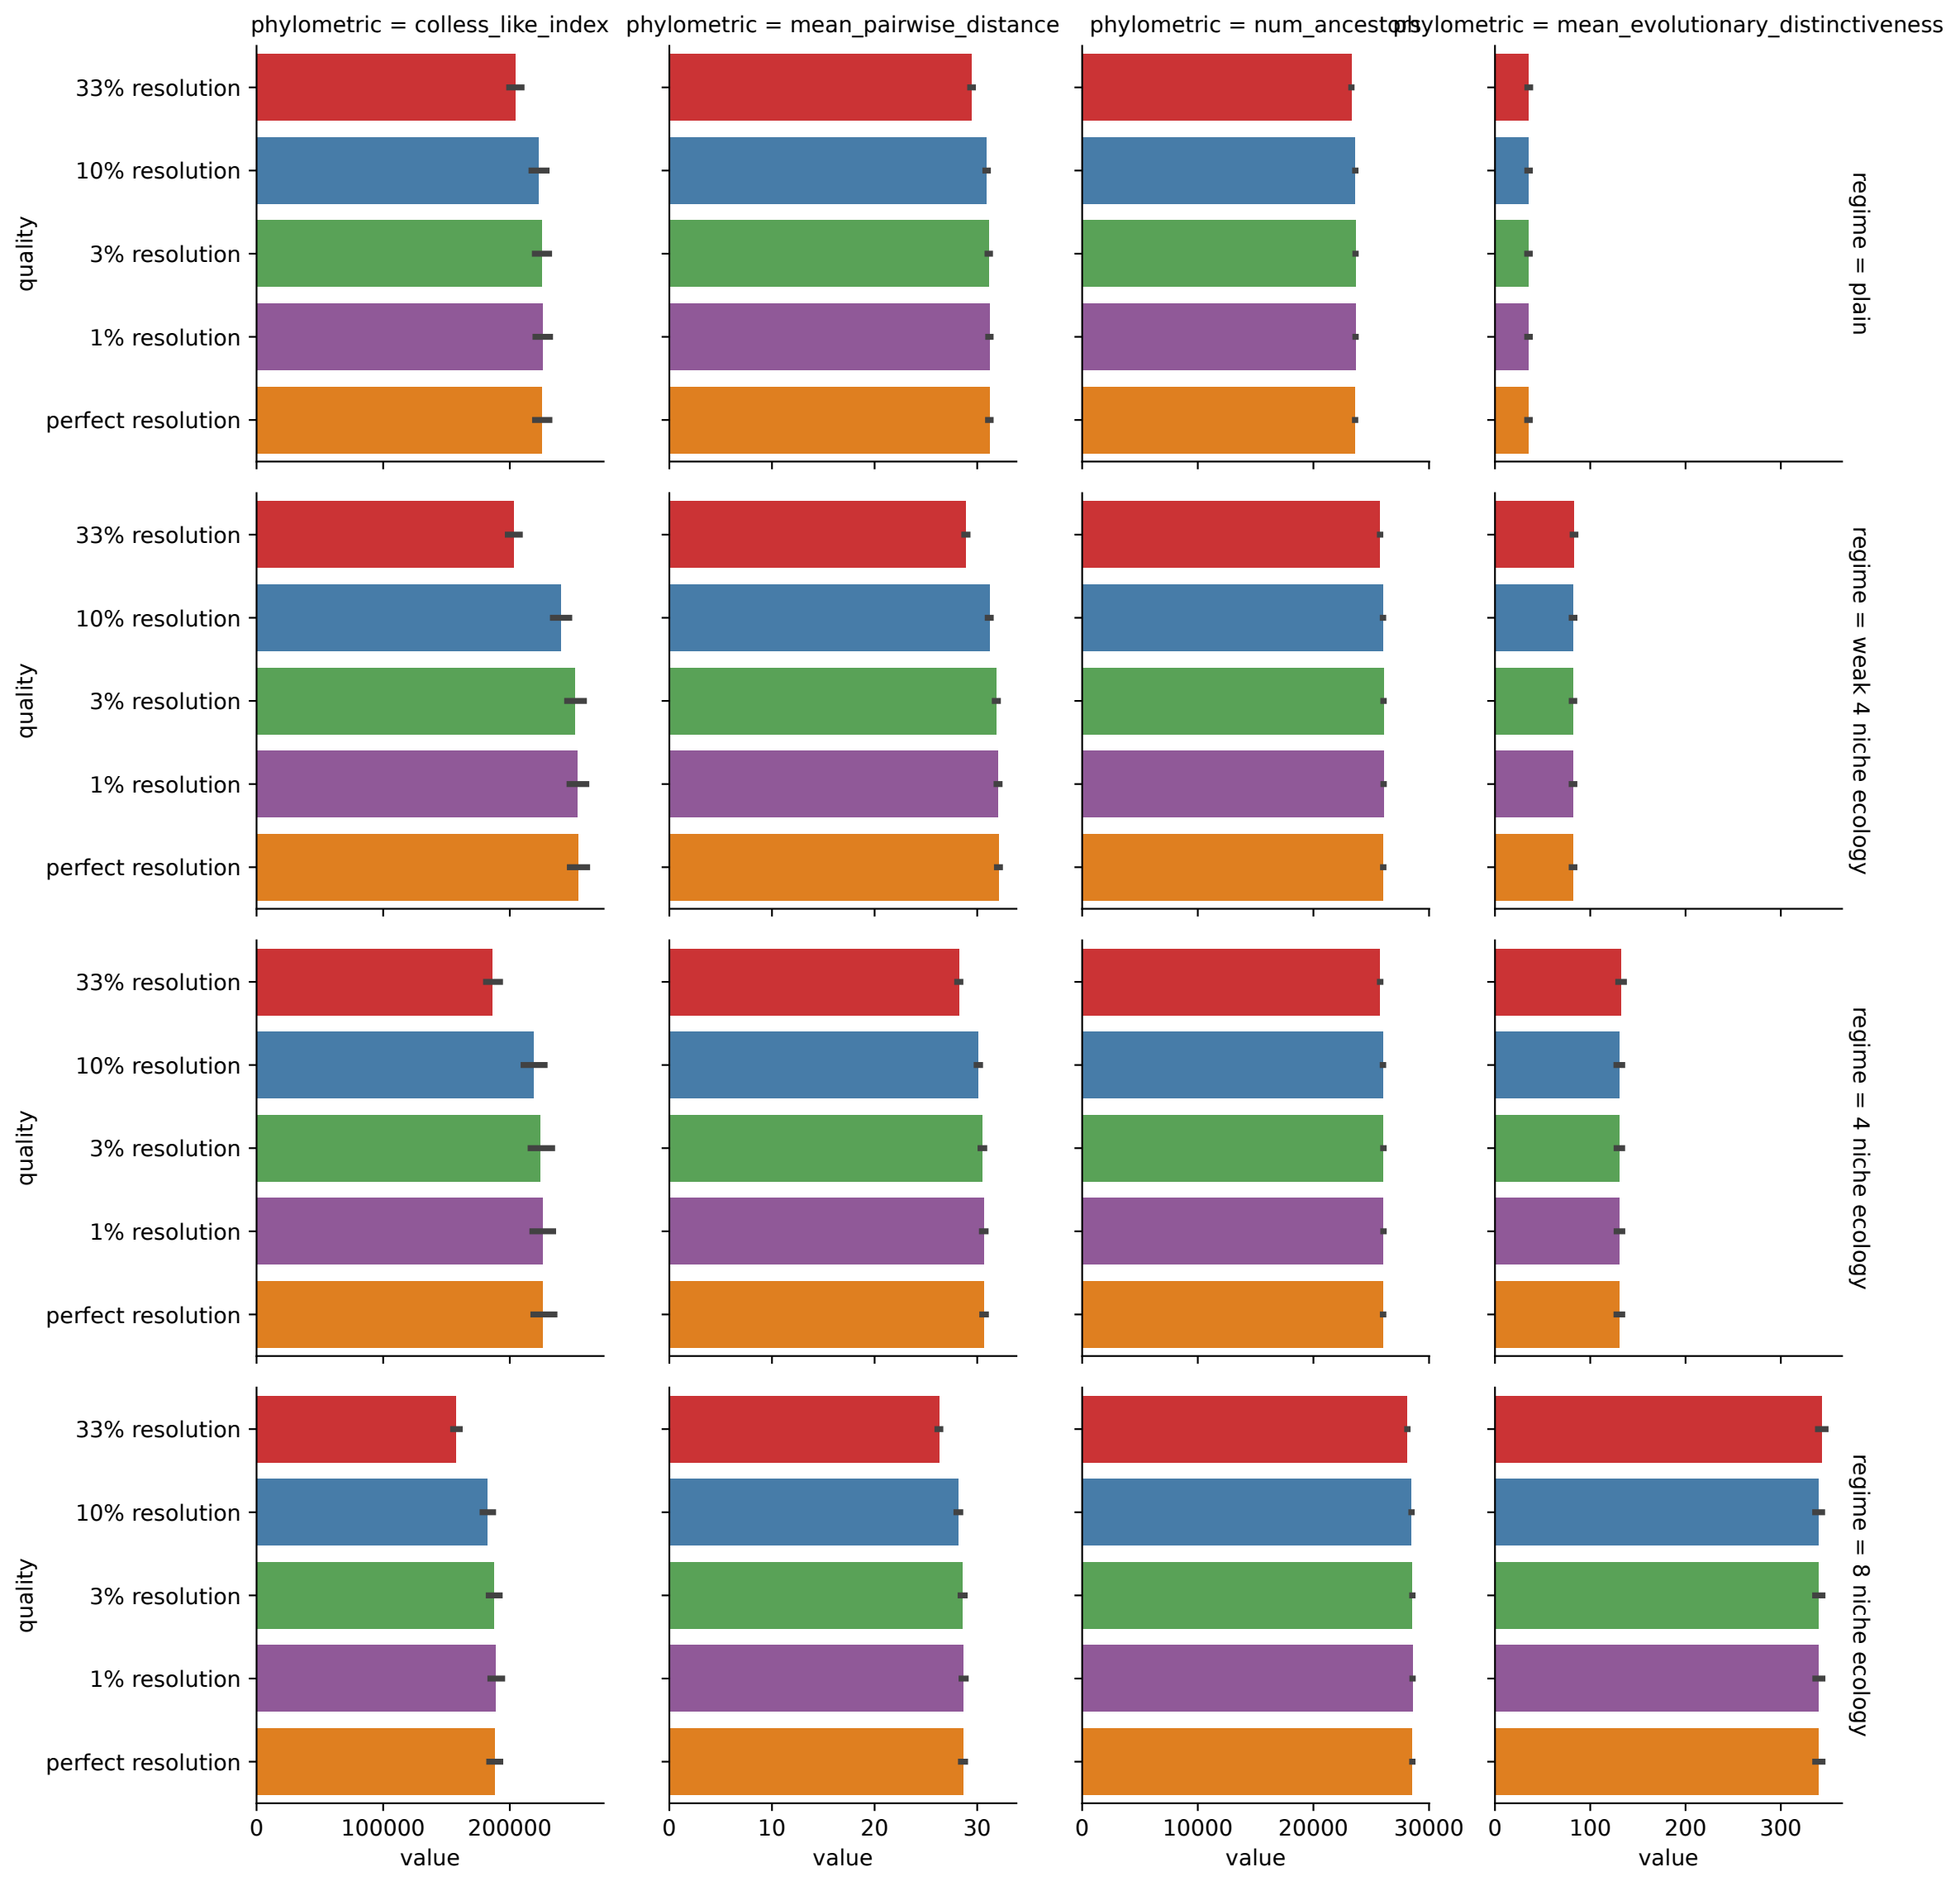 phylometric = colless_like_index
phylometric = mean_pairwise_distance
phylometric = num_ancestors
phylometric = mean_evolutionary_distinctiveness
quality
33% resolution
10% resolution
3% resolution
1% resolution
perfect resolution
regime = plain
quality
33% resolution
10% resolution
3% resolution
1% resolution
perfect resolution
regime = weak 4 niche ecology
quality
33% resolution
10% resolution
3% resolution
1% resolution
perfect resolution
regime = 4 niche ecology
quality
33% resolution
10% resolution
3% resolution
1% resolution
perfect resolution
regime = 8 niche ecology
0 100000 200000
0 10 20 30
0 10000 20000 30000
0 100 200 300
value
value
value
value